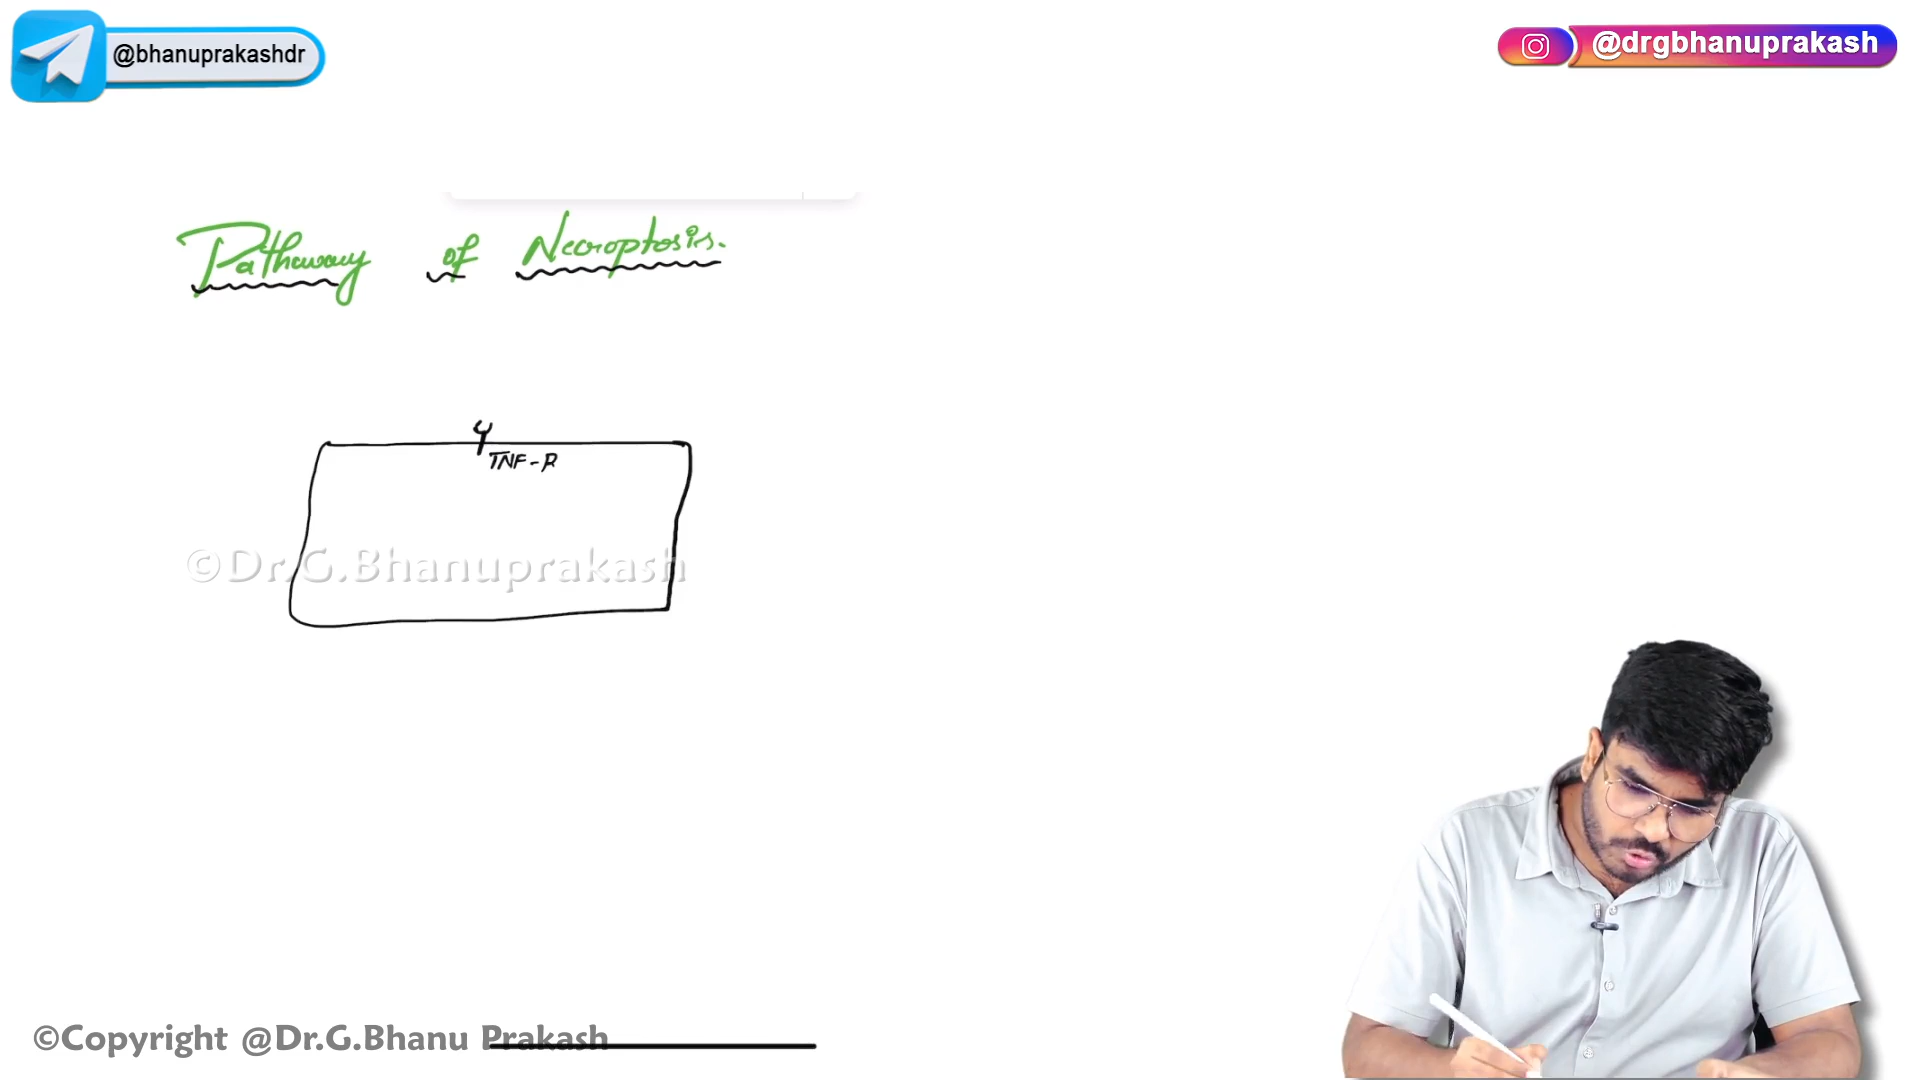 @bhanuprakashdr
@drgbhanuprakash
Pathway of Necroptosis.
TNF-R
©Dr.G.Bhanuprakash
©Copyright @Dr.G.Bhanu Prakash